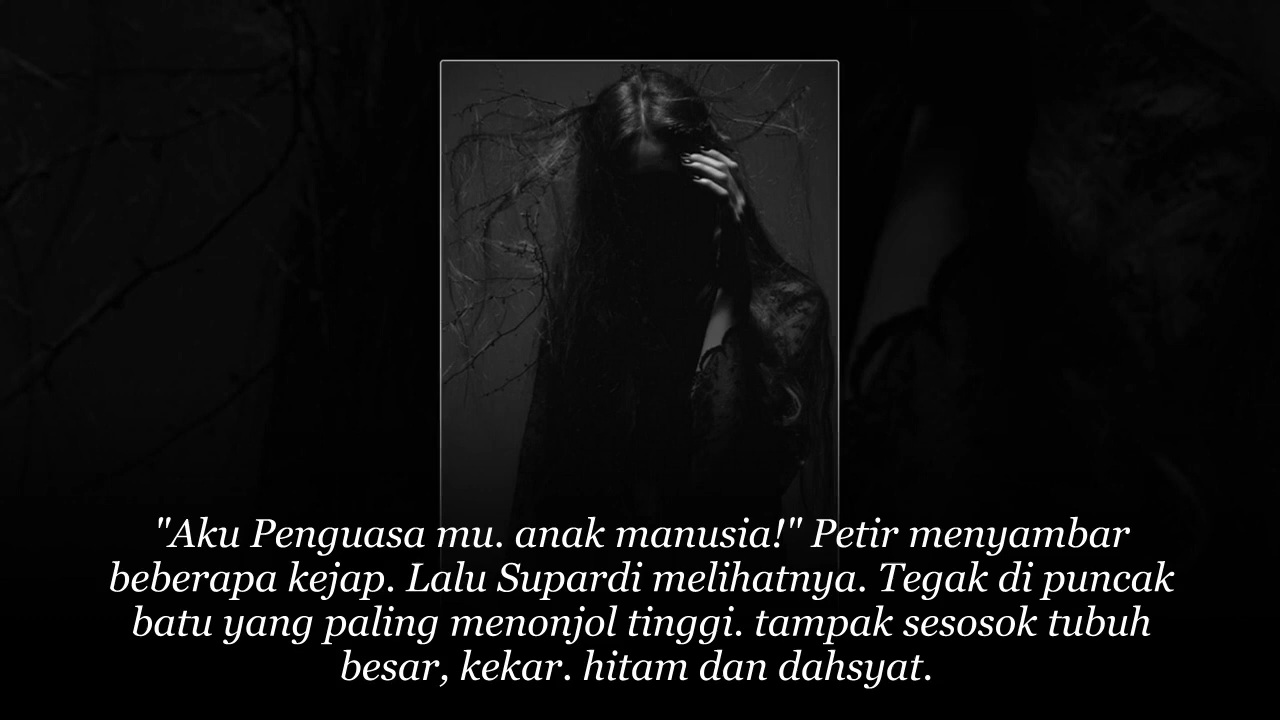 "Aku Penguasa mu. anak manusia!" Petir menyambar
beberapa kejap. Lalu Supardi melihatnya. Tegak di puncak
batu yang paling menonjol tinggi. tampak sesosok tubuh
besar, kekar. hitam dan dahsyat.